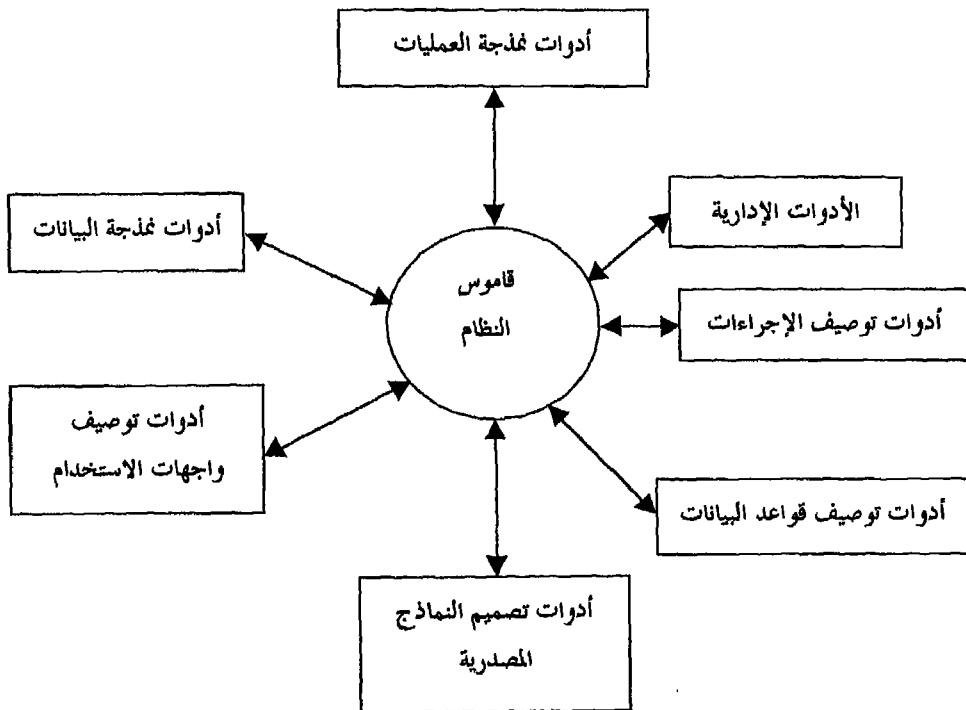 أدوات نمذجة العمليات
الأدوات الإدارية
أدوات نمذجة البيانات
قاموس
النظام
أدوات توصيف الإجراءات
أدوات توصيف
واجهات الاستخدام
أدوات توصيف قواعد البيانات
أدوات تصميم النماذج
المصدرية